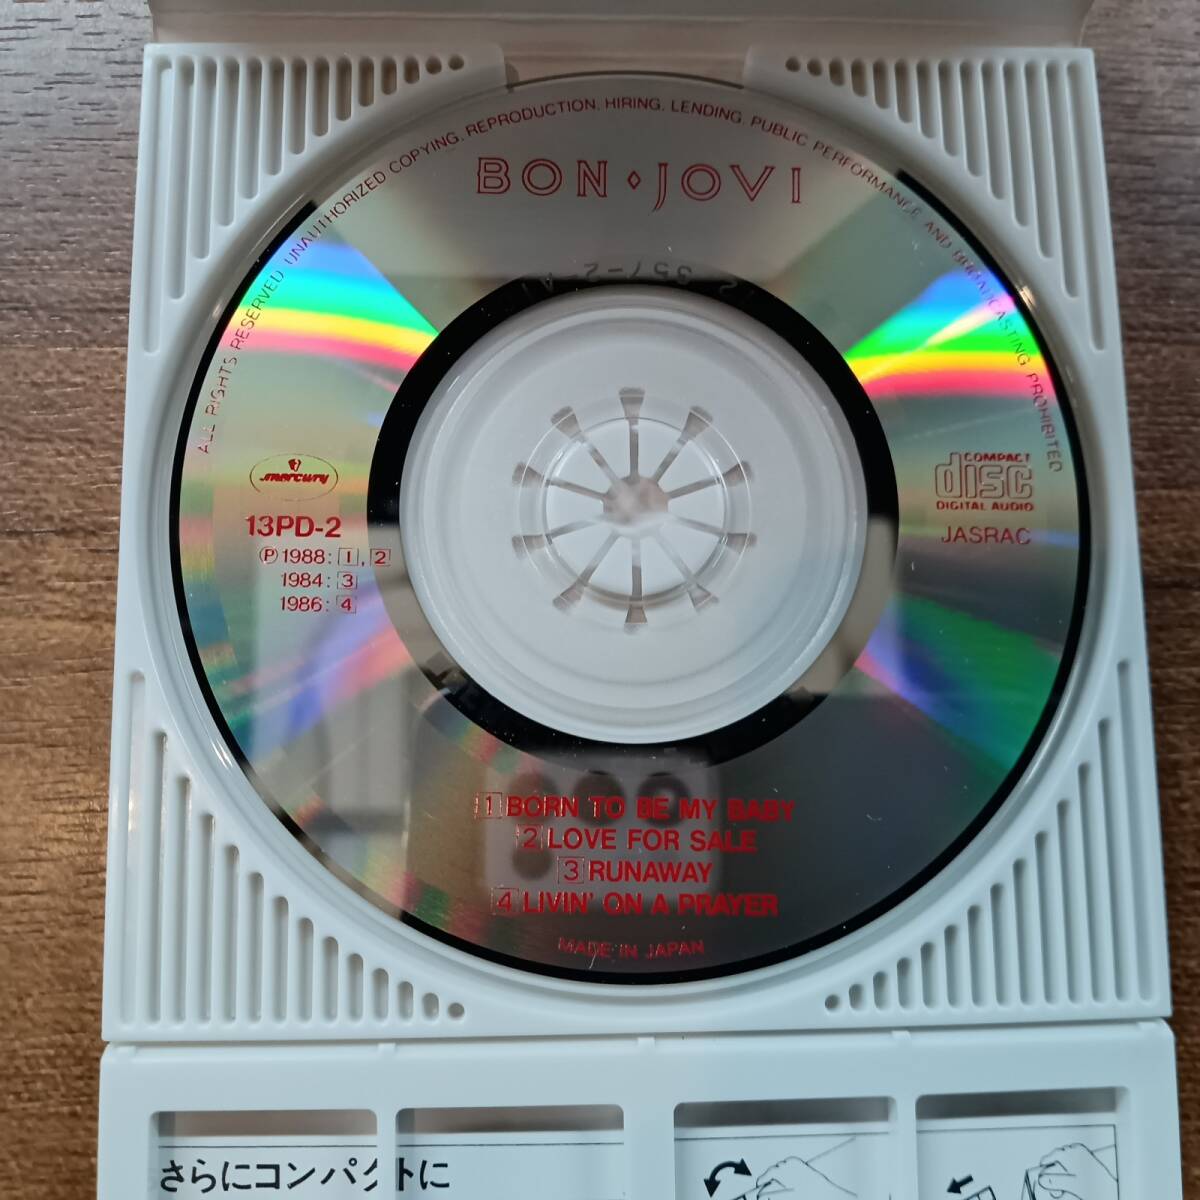 ALL RIGHTS RESERVED UNAUTHORIZED COPYING. REPRODUCTION. HIRING. LENDING. PUBLIC PERFORMANCE AND BROADCASTING PROHIBITED
BON◇JOVI
mercury
13PD-2
Ⓟ1988: 1, 2
1984: 3
1986: 4
COMPACT
disc
DIGITAL AUDIO
JASRAC
1 BORN TO BE MY BABY
2 LOVE FOR SALE
3 RUNAWAY
4 LIVIN' ON A PRAYER
MADE IN JAPAN
さらにコンパクトに